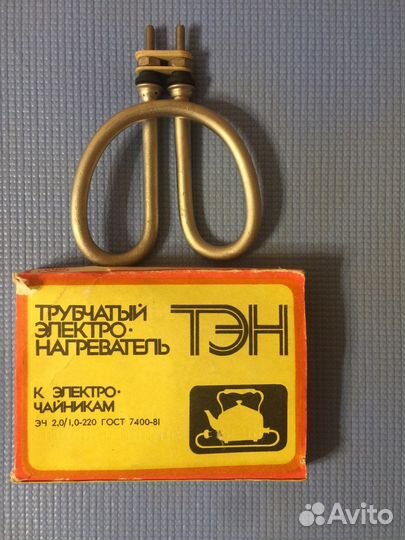 ТРУБЧАТЫЙ
ЭЛЕКТРО·
НАГРЕВАТЕЛЬ
ТЭН
К ЭЛЕКТРО·
ЧАЙНИКАМ
ЭЧ 2,0/1,0-220 ГОСТ 7400-81
Avito